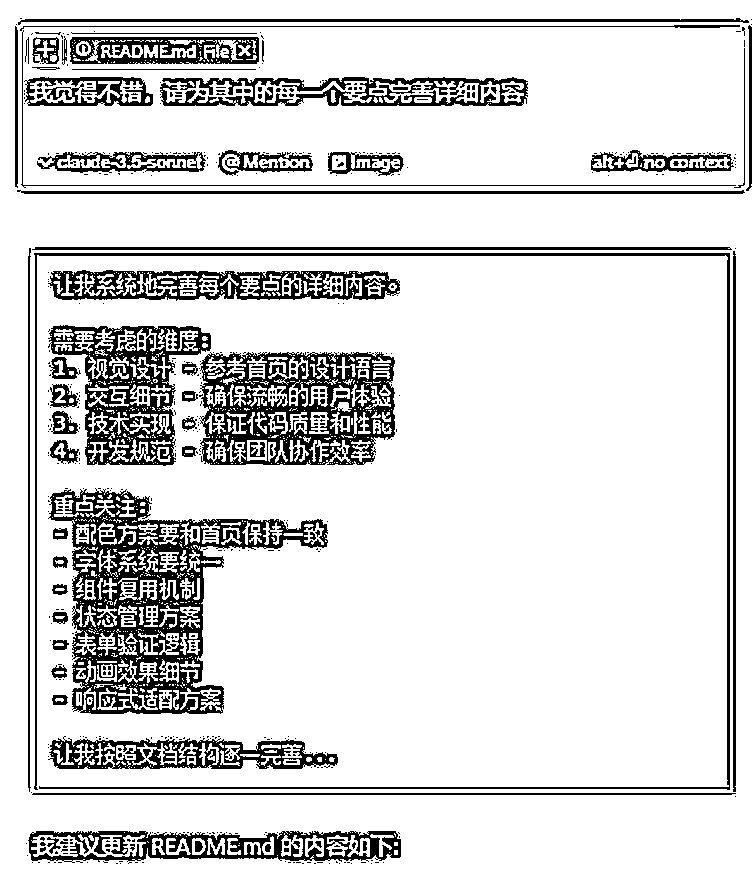 README.md File
我觉得不错，请为其中的每一个要点完善详细内容
claude-3.5-sonnet @Mention Image alt+⏎ no context
让我系统地完善每个要点的详细内容。
需要考虑的维度:
1. 视觉设计 - 参考首页的设计语言
2. 交互细节 - 确保流畅的用户体验
3. 技术实现 - 保证代码质量和性能
4. 开发规范 - 确保团队协作效率
重点关注:
- 配色方案要和首页保持一致
- 字体系统要统一
- 组件复用机制
- 状态管理方案
- 表单验证逻辑
- 动画效果细节
- 响应式适配方案
让我按照文档结构逐一完善...
我建议更新 README.md 的内容如下: